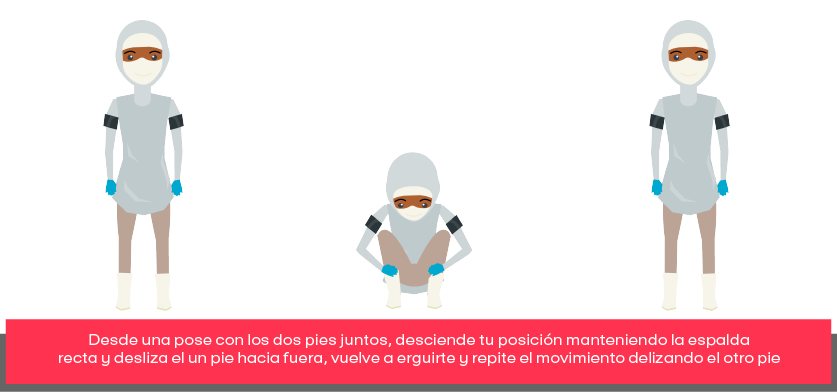 Desde una pose con los dos pies juntos, desciende tu posición manteniendo la espalda
recta y desliza el un pie hacia fuera, vuelve a erguirte y repite el movimiento delizando el otro pie